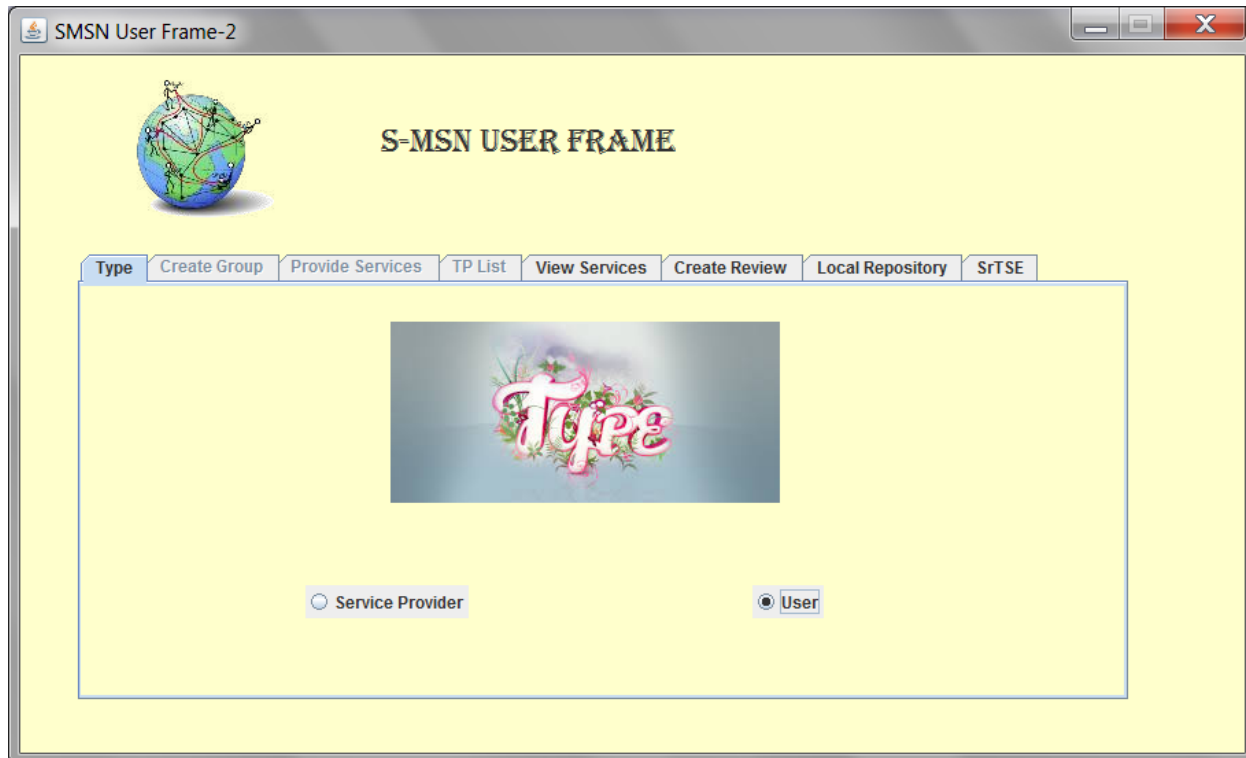 SMSN User Frame-2
S-MSN USER FRAME
Type Create Group Provide Services TP List View Services Create Review Local Repository SrTSE
Type
Service Provider User